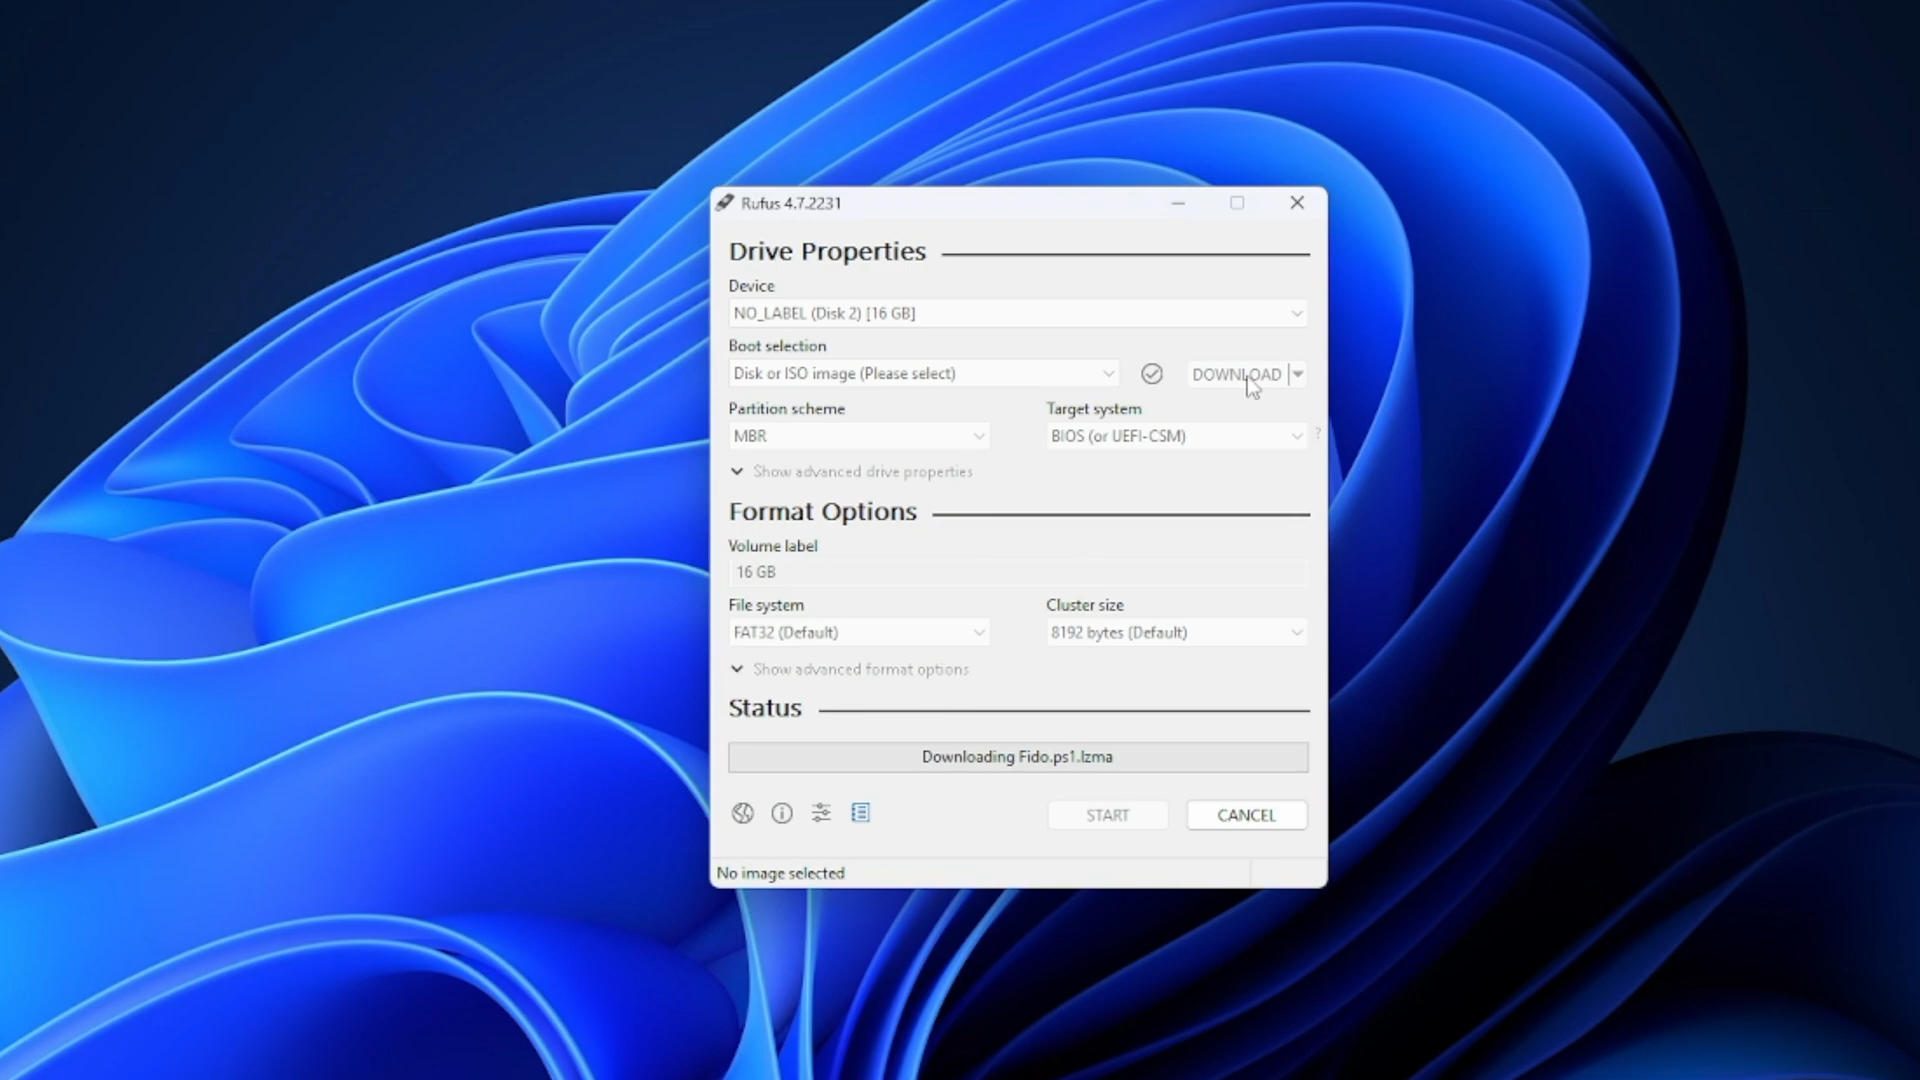 Rufus 4.7.2231
Drive Properties
Device
NO_LABEL (Disk 2) [16 GB]
Boot selection
Disk or ISO image (Please select)
DOWNLOAD
Partition scheme
Target system
MBR
BIOS (or UEFI-CSM)
?
Show advanced drive properties
Format Options
Volume label
16 GB
File system
Cluster size
FAT32 (Default)
8192 bytes (Default)
Show advanced format options
Status
Downloading Fido.ps1.lzma
START
CANCEL
No image selected